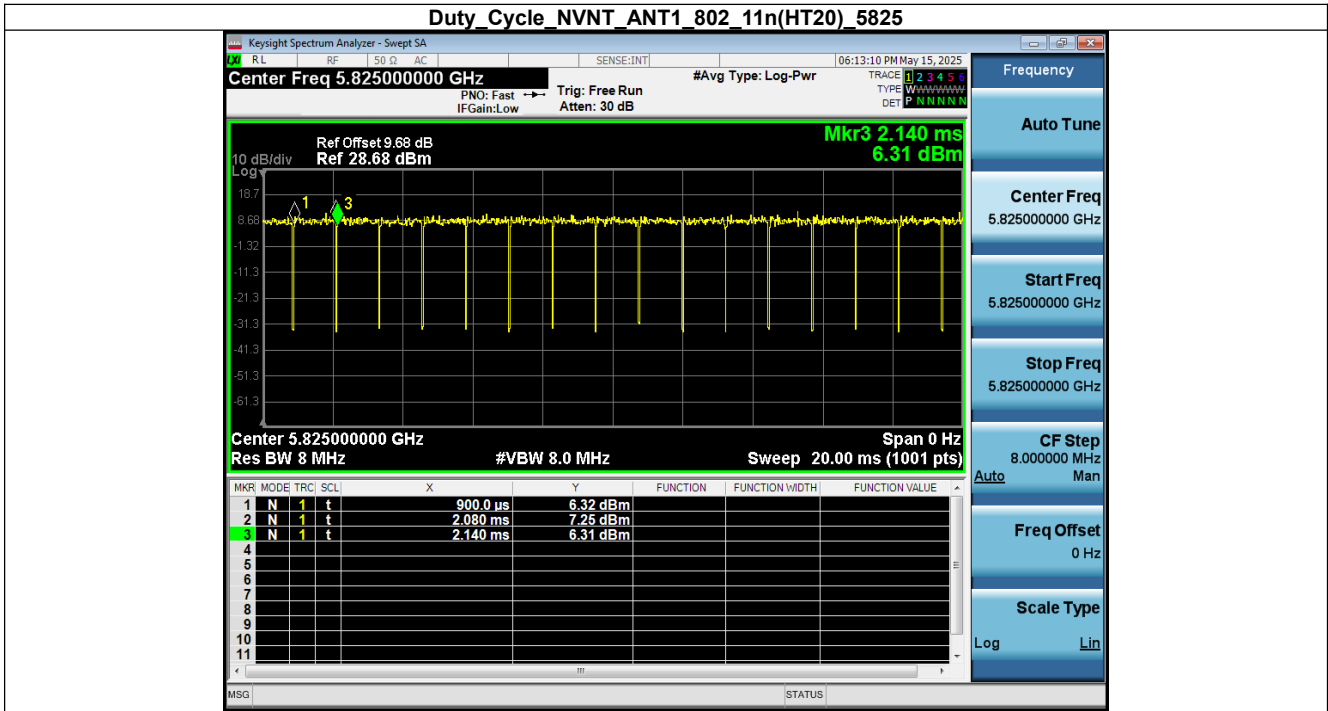 Duty_Cycle_NVNT_ANT1_802_11n(HT20)_5825
Keysight Spectrum Analyzer - Swept SA
LXI RL RF 50 Ω AC SENSE:INT 06:13:10 PM May 15, 2025
Center Freq 5.825000000 GHz
#Avg Type: Log-Pwr
TRACE 1 2 3 4 5 6
PNO: Fast
Trig: Free Run
TYPE WWWWWW
IFGain:Low
Atten: 30 dB
DET P N N N N N
Mkr3 2.140 ms
6.31 dBm
Ref Offset 9.68 dB
10 dB/div Ref 28.68 dBm
Log
18.7
8.68
-1.32
-11.3
-21.3
-31.3
-41.3
-51.3
-61.3
1
3
Center 5.825000000 GHz Span 0 Hz
Res BW 8 MHz #VBW 8.0 MHz Sweep 20.00 ms (1001 pts)
MKR MODE TRC SCL X Y FUNCTION FUNCTION WIDTH FUNCTION VALUE
1 N 1 t 900.0 µs 6.32 dBm
2 N 1 t 2.080 ms 7.25 dBm
3 N 1 t 2.140 ms 6.31 dBm
4
5
6
7
8
9
10
11
MSG STATUS
Frequency
Auto Tune
Center Freq
5.825000000 GHz
Start Freq
5.825000000 GHz
Stop Freq
5.825000000 GHz
CF Step
8.000000 MHz
Auto Man
Freq Offset
0 Hz
Scale Type
Log Lin